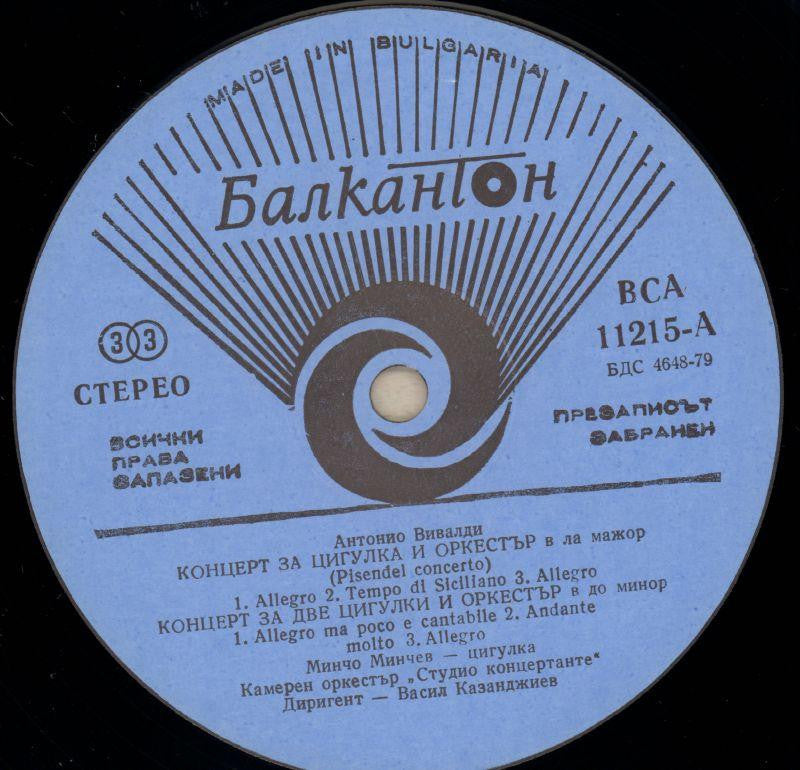 MADE IN BULGARIA
Балкантон
33
СТЕРЕО
ВСИЧКИ
ПРАВА
ЗАПАЗЕНИ
ВСА
11215-А
БДС 4648-79
ПРЕЗАПИСЪТ
ЗАБРАНЕН
Антонио Вивалди
КОНЦЕРТ ЗА ЦИГУЛКА И ОРКЕСТЪР в ла мажор
(Pisendel concerto)
1. Allegro 2. Tempo di Siciliano 3. Allegro
КОНЦЕРТ ЗА ДВЕ ЦИГУЛКИ И ОРКЕСТЪР в до минор
1. Allegro ma poco e cantabile 2. Andante
molto 3. Allegro
Минчо Минчев — цигулка
Камерен оркестър „Студио концертанте“
Диригент — Васил Казанджиев